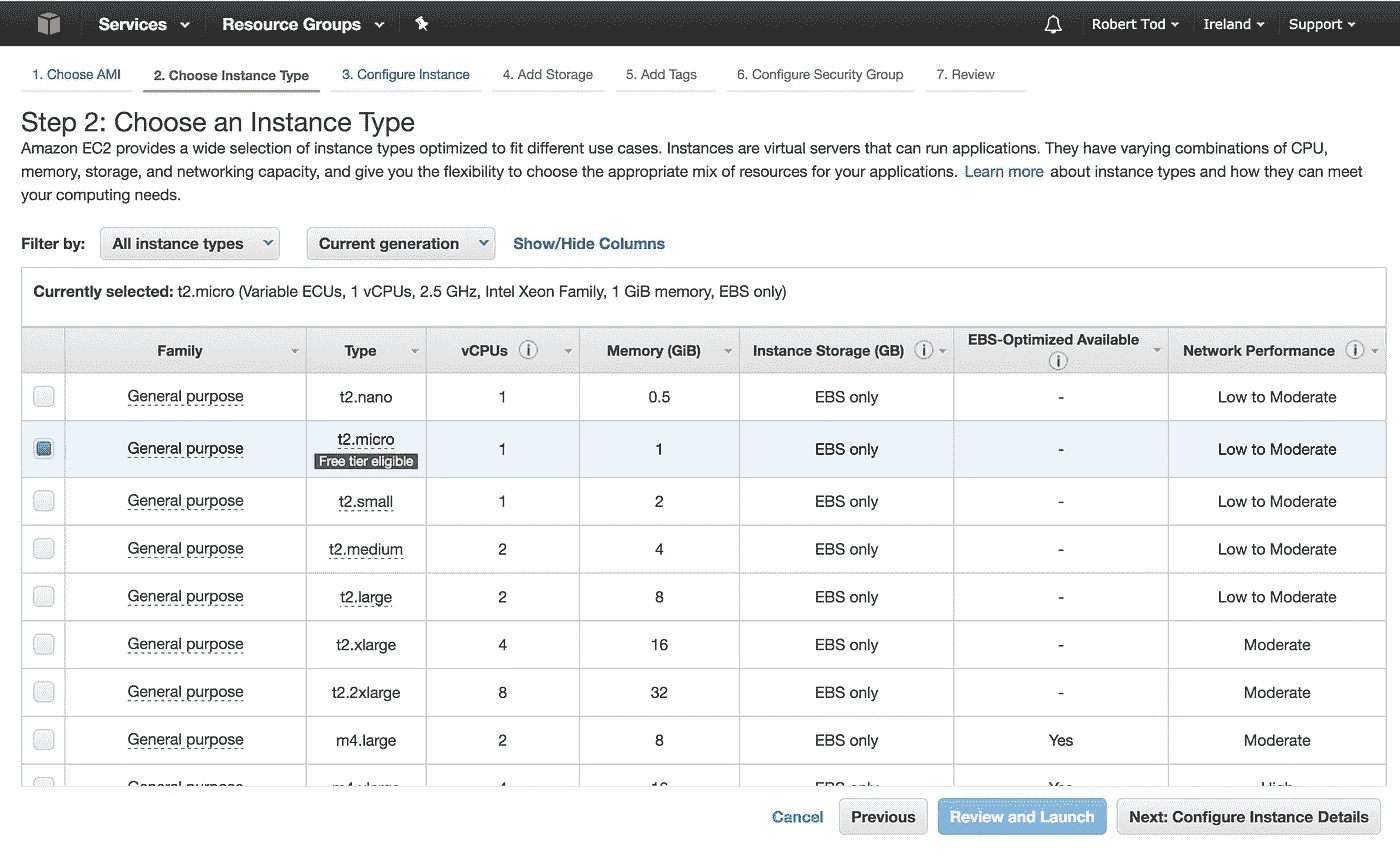 Services Resource Groups Robert Tod Ireland Support
1. Choose AMI 2. Choose Instance Type 3. Configure Instance 4. Add Storage 5. Add Tags 6. Configure Security Group 7. Review
Step 2: Choose an Instance Type
Amazon EC2 provides a wide selection of instance types optimized to fit different use cases. Instances are virtual servers that can run applications. They have varying combinations of CPU,
memory, storage, and networking capacity, and give you the flexibility to choose the appropriate mix of resources for your applications. Learn more about instance types and how they can meet
your computing needs.
Filter by: All instance types Current generation Show/Hide Columns
Currently selected: t2.micro (Variable ECUs, 1 vCPUs, 2.5 GHz, Intel Xeon Family, 1 GiB memory, EBS only)
Family Type vCPUs i Memory (GiB) Instance Storage (GB) i EBS-Optimized Available i Network Performance i
General purpose t2.nano 1 0.5 EBS only - Low to Moderate
General purpose t2.micro Free tier eligible 1 1 EBS only - Low to Moderate
General purpose t2.small 1 2 EBS only - Low to Moderate
General purpose t2.medium 2 4 EBS only - Low to Moderate
General purpose t2.large 2 8 EBS only - Low to Moderate
General purpose t2.xlarge 4 16 EBS only - Moderate
General purpose t2.2xlarge 8 32 EBS only - Moderate
General purpose m4.large 2 8 EBS only Yes Moderate
General purpose m4.xlarge 4 16 EBS only Yes High
Cancel Previous Review and Launch Next: Configure Instance Details